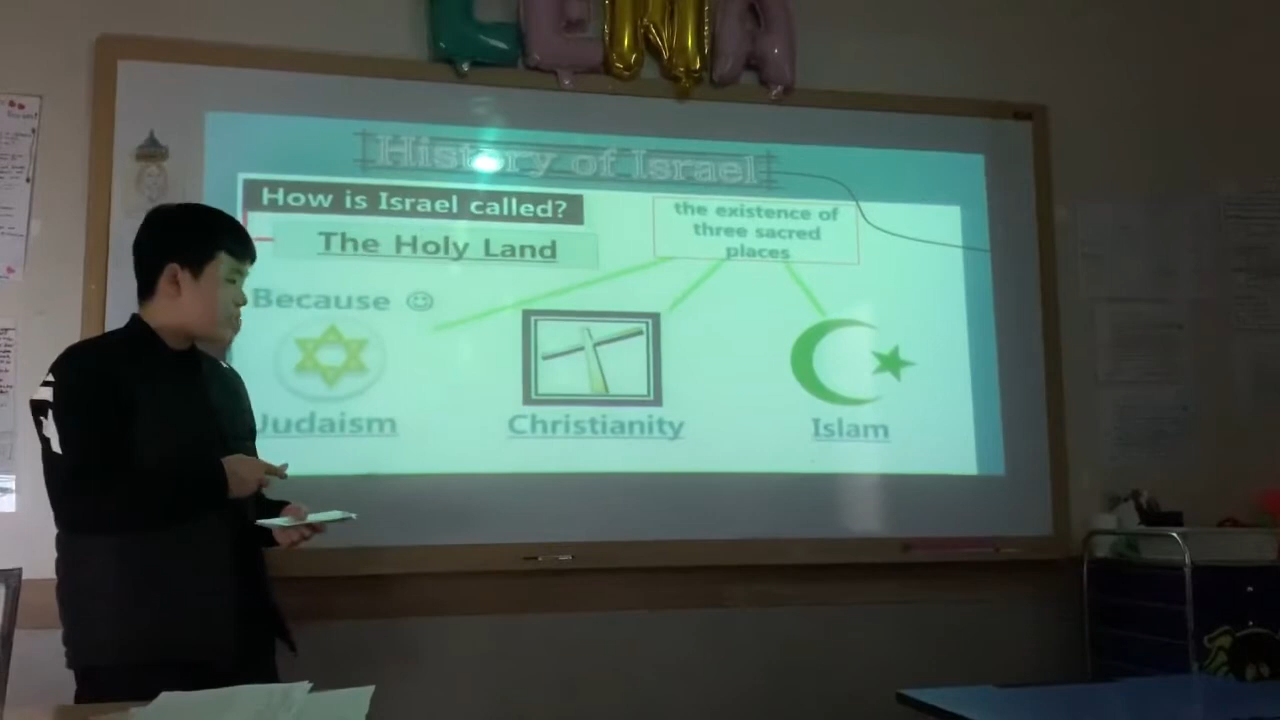 LENA
History of Israel
How is Israel called?
The Holy Land
the existence of
three sacred
places
Because ☺
Judaism
Christianity
Islam